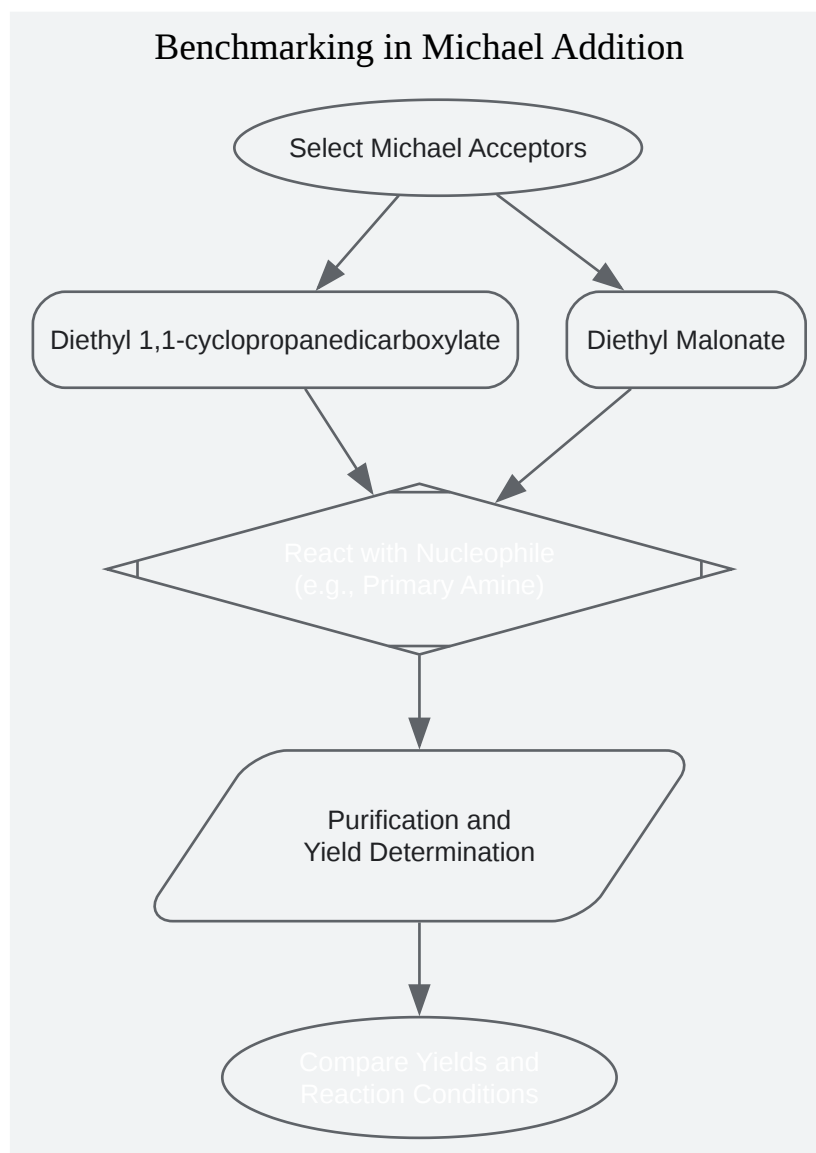 Benchmarking in Michael Addition
Select Michael Acceptors
Diethyl 1,1-cyclopropanedicarboxylate
Diethyl Malonate
React with Nucleophile
(e.g., Primary Amine)
Purification and
Yield Determination
Compare Yields and
Reaction Conditions